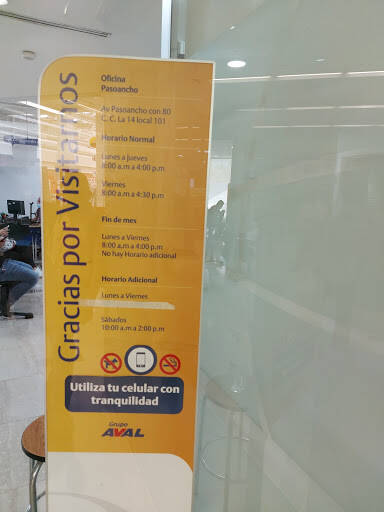 Gracias por Visitarnos
Oficina
Pasoancho
Av Pasoancho con 80
C. C. La 14 local 101
Horario Normal
Lunes a Jueves
8:00 a.m a 4:00 p.m
Viernes
8:00 a.m a 4:30 p.m
Fin de mes
Lunes a Viernes
8:00 a.m a 4:00 p.m
No hay Horario adicional
Horario Adicional
Lunes a Viernes
Sábados
10:00 a.m a 2:00 p.m
Utiliza tu celular con
tranquilidad
Grupo
AVAL